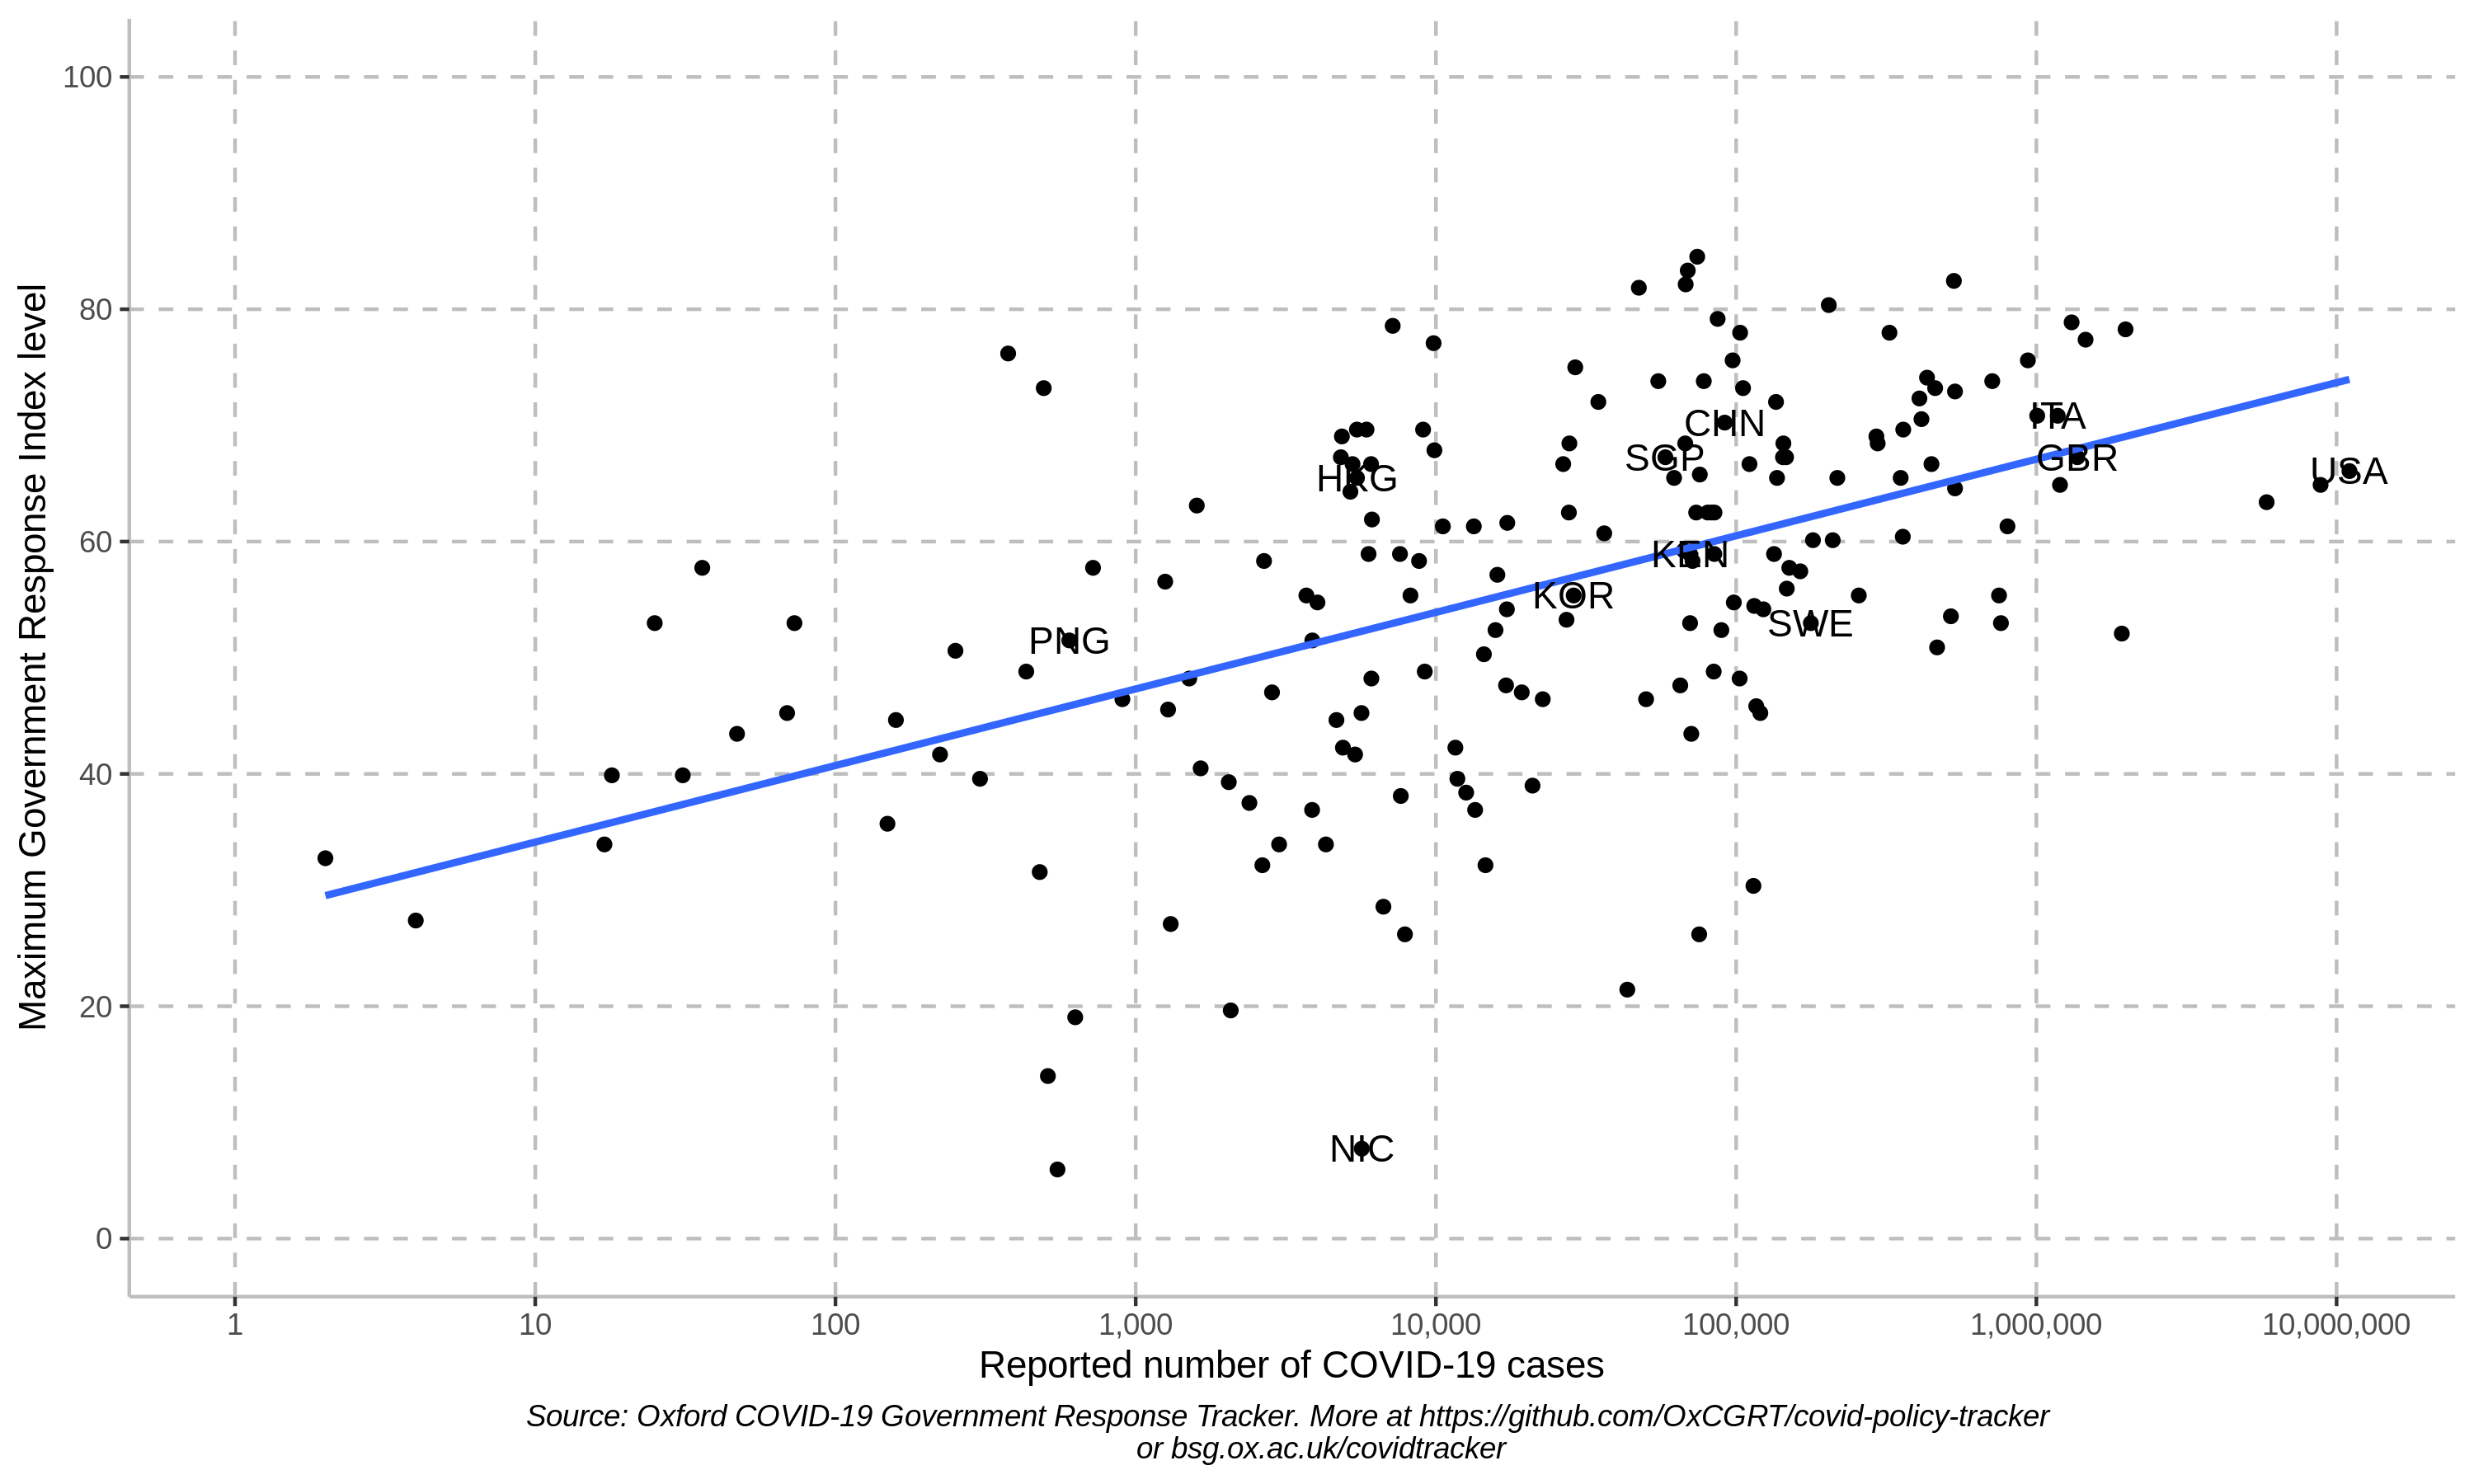 Maximum Government Response Index level
100
80
60
40
20
0
CHN
ITA
SGP
GBR
HKG
USA
KEN
KOR
SWE
PNG
NIC
1
10
100
1,000
10,000
100,000
1,000,000
10,000,000
Reported number of COVID-19 cases
Source: Oxford COVID-19 Government Response Tracker. More at https://github.com/OxCGRT/covid-policy-tracker
or bsg.ox.ac.uk/covidtracker